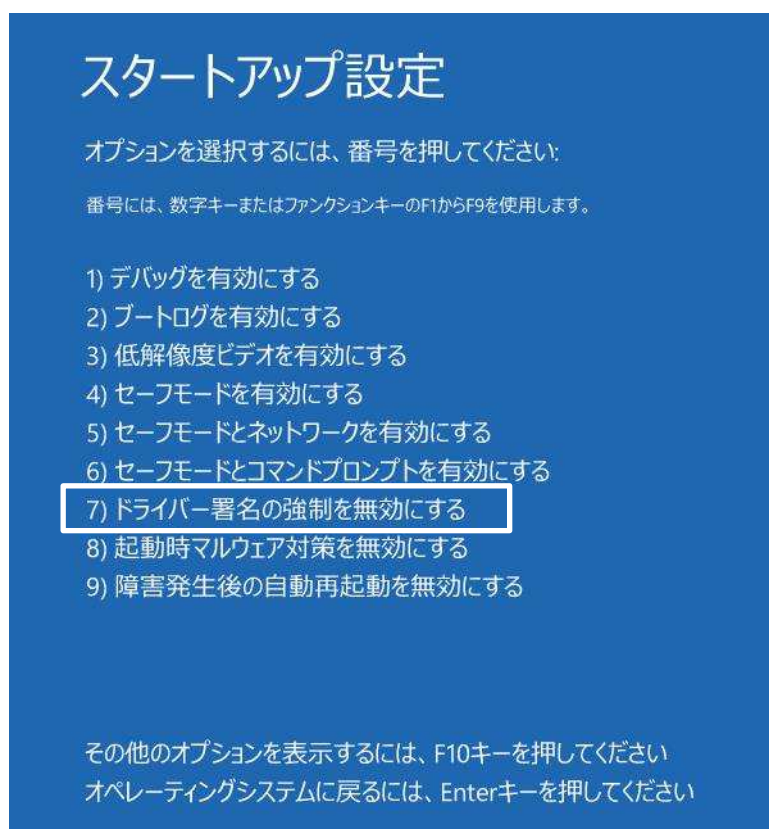 スタートアップ設定
オプションを選択するには、番号を押してください:
番号には、数字キーまたはファンクションキーのF1からF9を使用します。
1) デバッグを有効にする
2) ブートログを有効にする
3) 低解像度ビデオを有効にする
4) セーフモードを有効にする
5) セーフモードとネットワークを有効にする
6) セーフモードとコマンドプロンプトを有効にする
7) ドライバー署名の強制を無効にする
8) 起動時マルウェア対策を無効にする
9) 障害発生後の自動再起動を無効にする
その他のオプションを表示するには、F10キーを押してください
オペレーティングシステムに戻るには、Enterキーを押してください